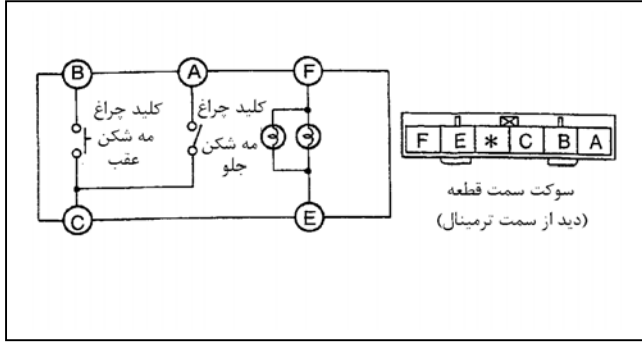 B A F
کلید چراغ
مه شکن
عقب
کلید چراغ
مه شکن
جلو
C E
F E * C B A
سوکت سمت قطعه
(دید از سمت ترمینال)